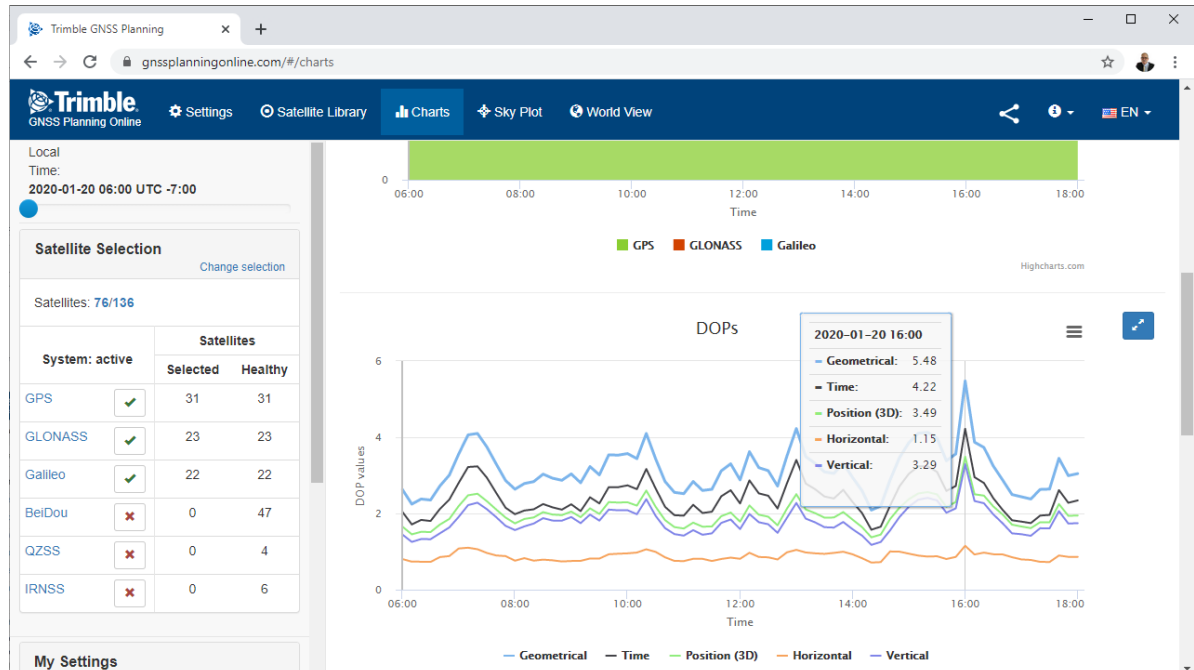 Trimble GNSS Planning
gnssplanningonline.com/#/charts
Trimble.
GNSS Planning Online
Settings
Satellite Library
Charts
Sky Plot
World View
EN
Local
Time:
2020-01-20 06:00 UTC -7:00
Satellite Selection
Change selection
Satellites: 76/136
System: active
Satellites
Selected Healthy
GPS 31 31
GLONASS 23 23
Galileo 22 22
BeiDou 0 47
QZSS 0 4
IRNSS 0 6
My Settings
0
06:00 08:00 10:00 12:00 14:00 16:00 18:00
Time
GPS GLONASS Galileo
Highcharts.com
DOPs
2020-01-20 16:00
Geometrical: 5.48
Time: 4.22
Position (3D): 3.49
Horizontal: 1.15
Vertical: 3.29
DOP values
6
4
2
0
06:00 08:00 10:00 12:00 14:00 16:00 18:00
Time
Geometrical Time Position (3D) Horizontal Vertical